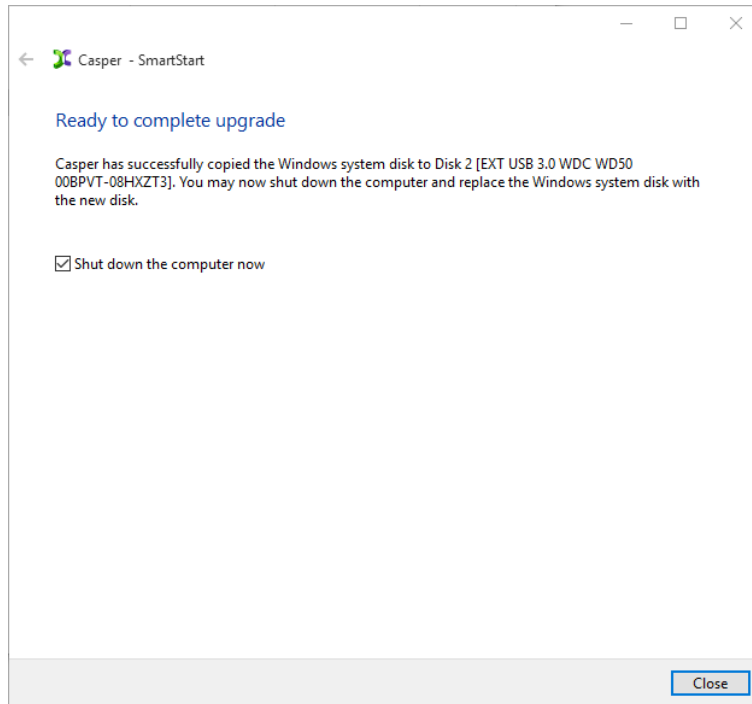 Casper - SmartStart
Ready to complete upgrade
Casper has successfully copied the Windows system disk to Disk 2 [EXT USB 3.0 WDC WD50
00BPVT-08HXZT3]. You may now shut down the computer and replace the Windows system disk with
the new disk.
Shut down the computer now
Close